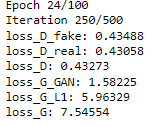 Epoch 24/100
Iteration 250/500
loss_D_fake: 0.43488
loss_D_real: 0.43058
loss_D: 0.43273
loss_G_GAN: 1.58225
loss_G_L1: 5.96329
loss_G: 7.54554